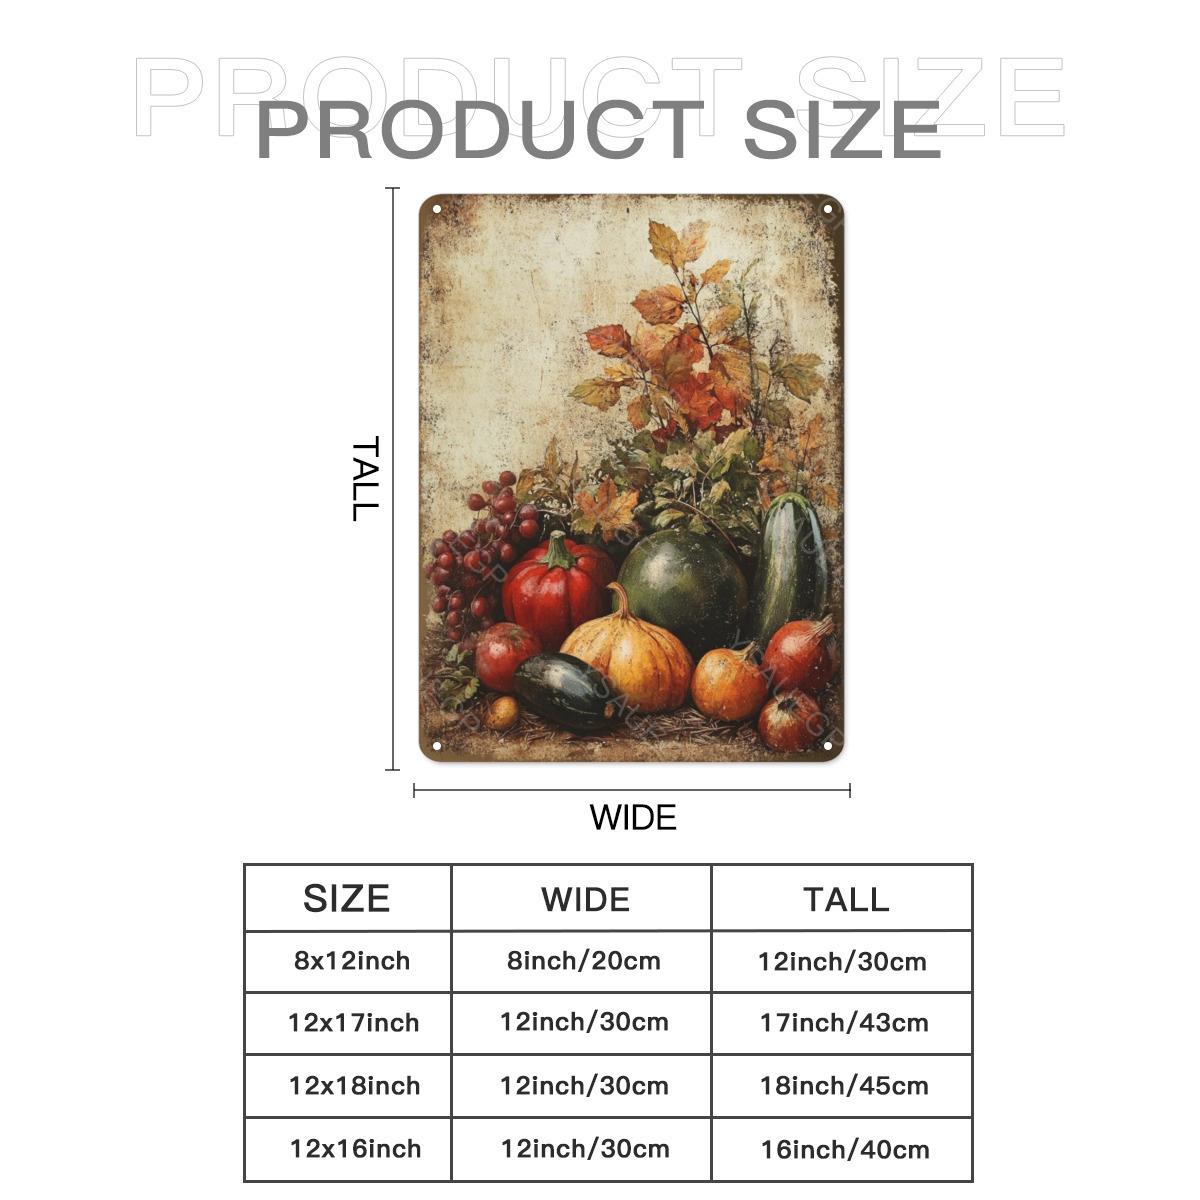 PRODUCT SIZE
PRODUCT SIZE
TALL
WIDE
SIZE WIDE TALL
8x12inch 8inch/20cm 12inch/30cm
12x17inch 12inch/30cm 17inch/43cm
12x18inch 12inch/30cm 18inch/45cm
12x16inch 12inch/30cm 16inch/40cm